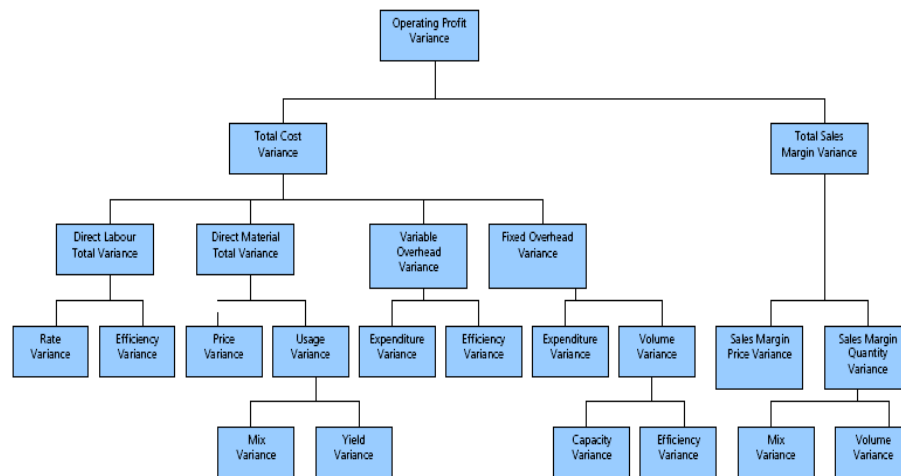 Operating Profit
Variance
Total Cost
Variance
Total Sales
Margin Variance
Direct Labour
Total Variance
Direct Material
Total Variance
Variable
Overhead
Variance
Fixed Overhead
Variance
Rate
Variance
Efficiency
Variance
Price
Variance
Usage
Variance
Expenditure
Variance
Efficiency
Variance
Expenditure
Variance
Volume
Variance
Sales Margin
Price Variance
Sales Margin
Quantity
Variance
Mix
Variance
Yield
Variance
Capacity
Variance
Efficiency
Variance
Mix
Variance
Volume
Variance